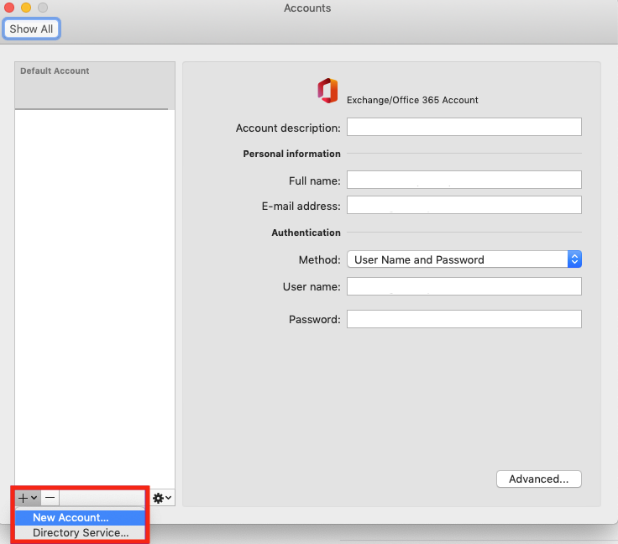 Accounts
Show All
Default Account
Exchange/Office 365 Account
Account description:
Personal information
Full name:
E-mail address:
Authentication
Method: User Name and Password
User name:
Password:
Advanced...
New Account...
Directory Service...